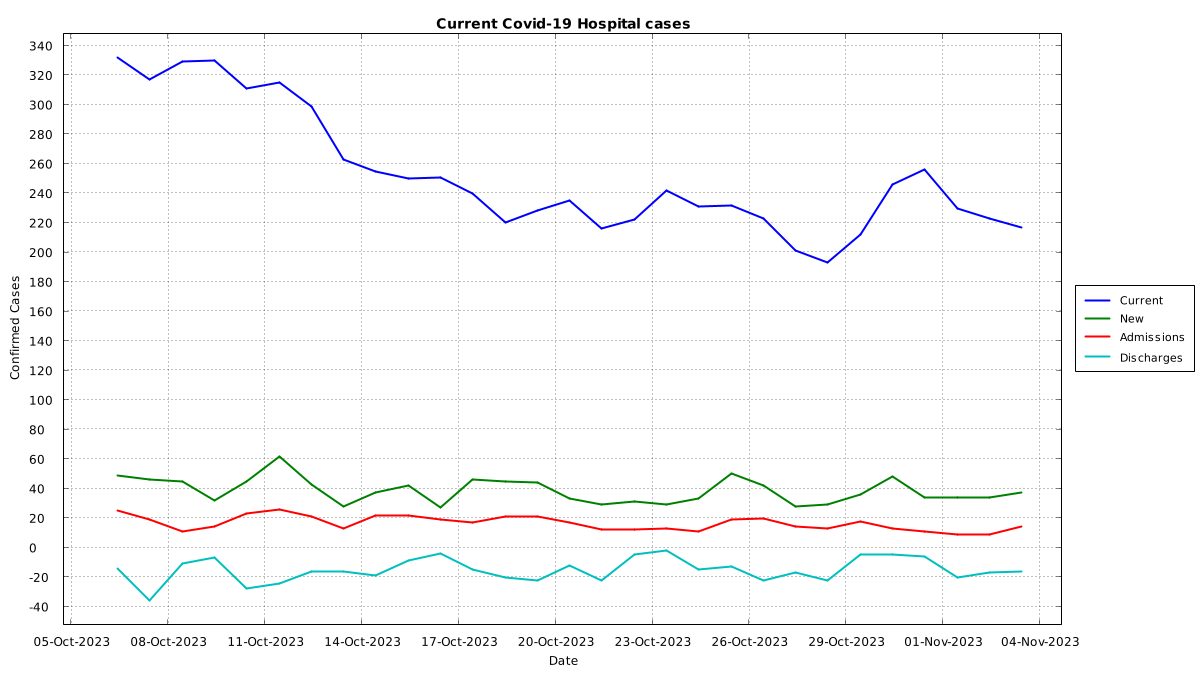 Current Covid-19 Hospital cases
340
320
300
280
260
240
220
200
180
160
140
120
100
80
60
40
20
0
-20
-40
Confirmed Cases
05-Oct-2023 08-Oct-2023 11-Oct-2023 14-Oct-2023 17-Oct-2023 20-Oct-2023 23-Oct-2023 26-Oct-2023 29-Oct-2023 01-Nov-2023 04-Nov-2023
Date
Current
New
Admissions
Discharges